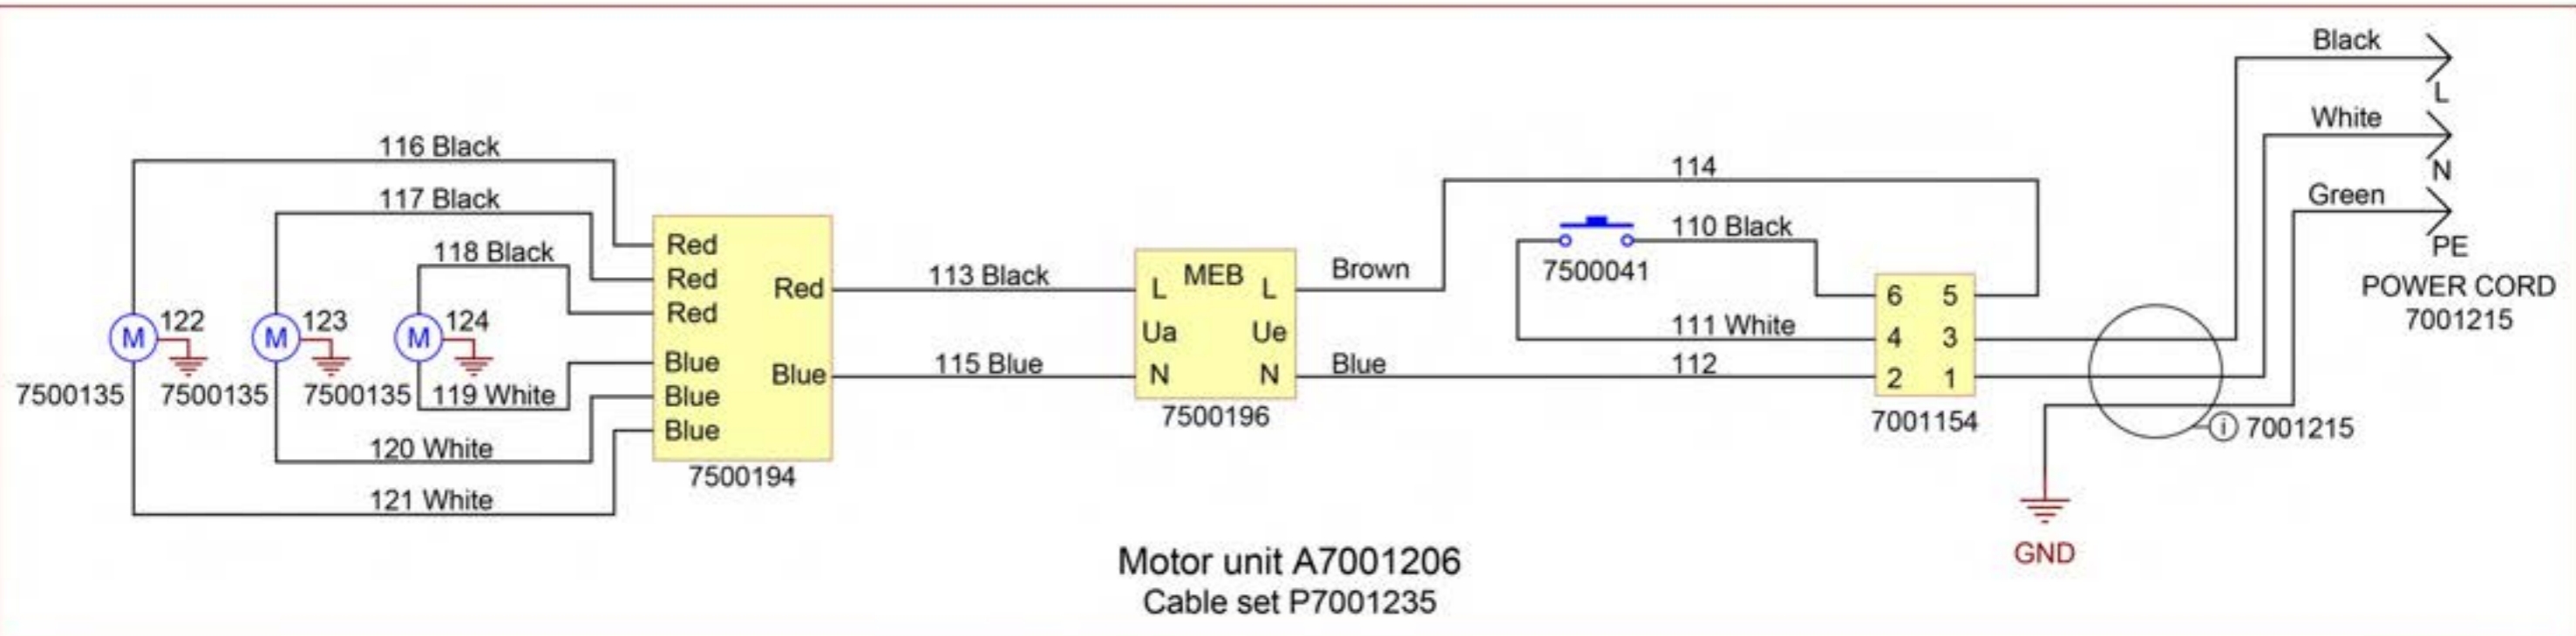 Black
L
White
N
Green
PE
POWER CORD
7001215
116 Black
117 Black
118 Black
M 122
M 123
M 124
7500135
7500135
7500135
119 White
120 White
121 White
Red
Red
Red
Red
Blue
Blue
Blue
Blue
7500194
113 Black
115 Blue
MEB
L L
Ua Ue
N N
7500196
Brown
Blue
114
110 Black
7500041
111 White
112
6 5
4 3
2 1
7001154
i 7001215
GND
Motor unit A7001206
Cable set P7001235